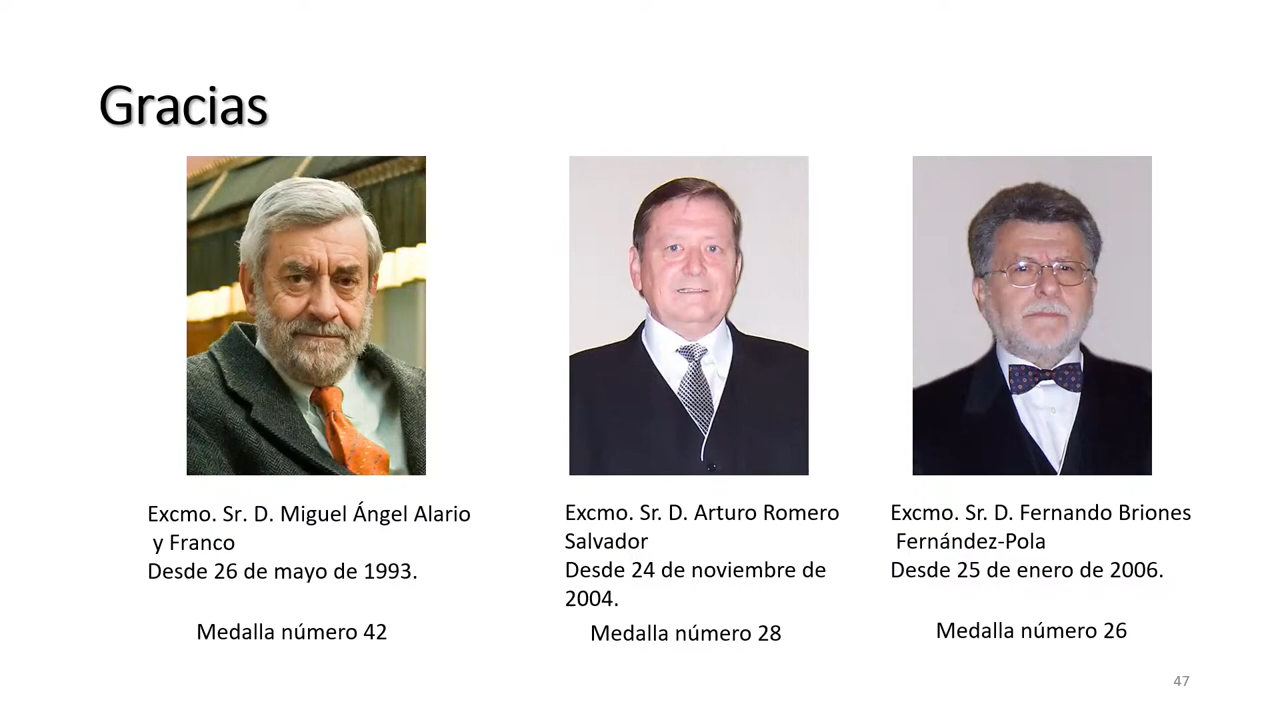 Gracias
Excmo. Sr. D. Miguel Ángel Alario
y Franco
Desde 26 de mayo de 1993.
Medalla número 42
Excmo. Sr. D. Arturo Romero
Salvador
Desde 24 de noviembre de
2004.
Medalla número 28
Excmo. Sr. D. Fernando Briones
Fernández-Pola
Desde 25 de enero de 2006.
Medalla número 26
47